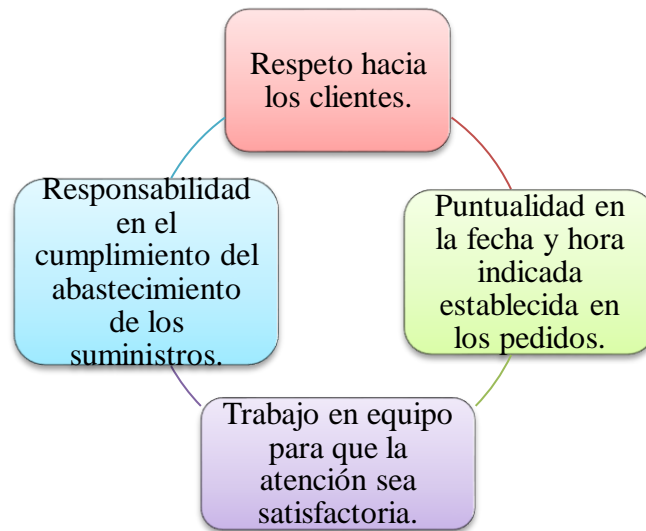 Respeto hacia
los clientes.
Puntualidad en
la fecha y hora
indicada
establecida en
los pedidos.
Trabajo en equipo
para que la
atención sea
satisfactoria.
Responsabilidad
en el
cumplimiento del
abastecimiento
de los
suministros.